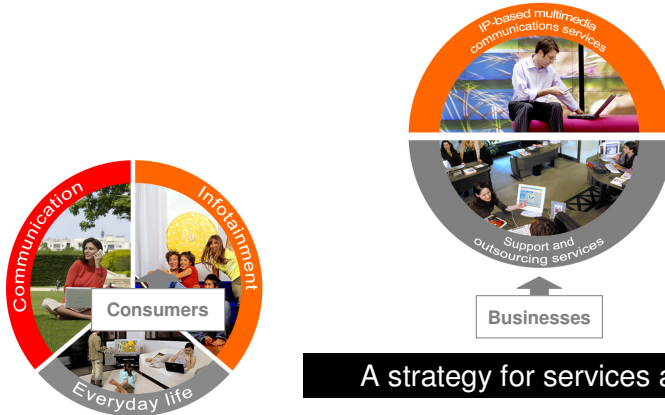 IP-based multimedia
communications services
Support and
outsourcing services
Businesses
Communication
Infotainment
Consumers
Everyday life
A strategy for services a